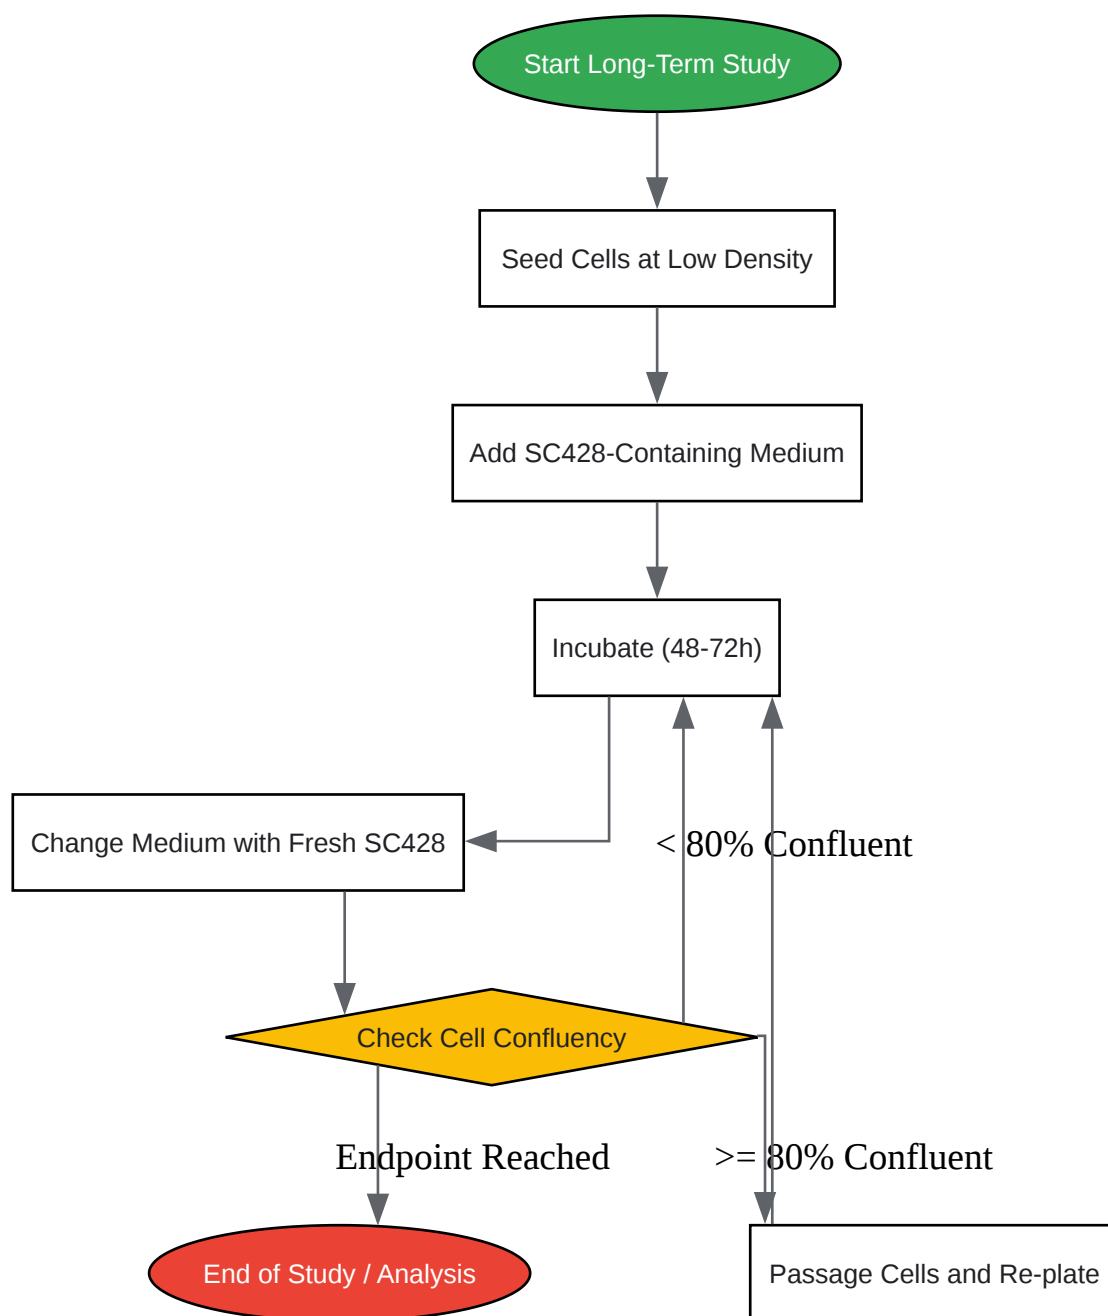 Start Long-Term Study
Seed Cells at Low Density
Add SC428-Containing Medium
Incubate (48-72h)
Change Medium with Fresh SC428
< 80% Confluent
Check Cell Confluency
Endpoint Reached
>= 80% Confluent
End of Study / Analysis
Passage Cells and Re-plate